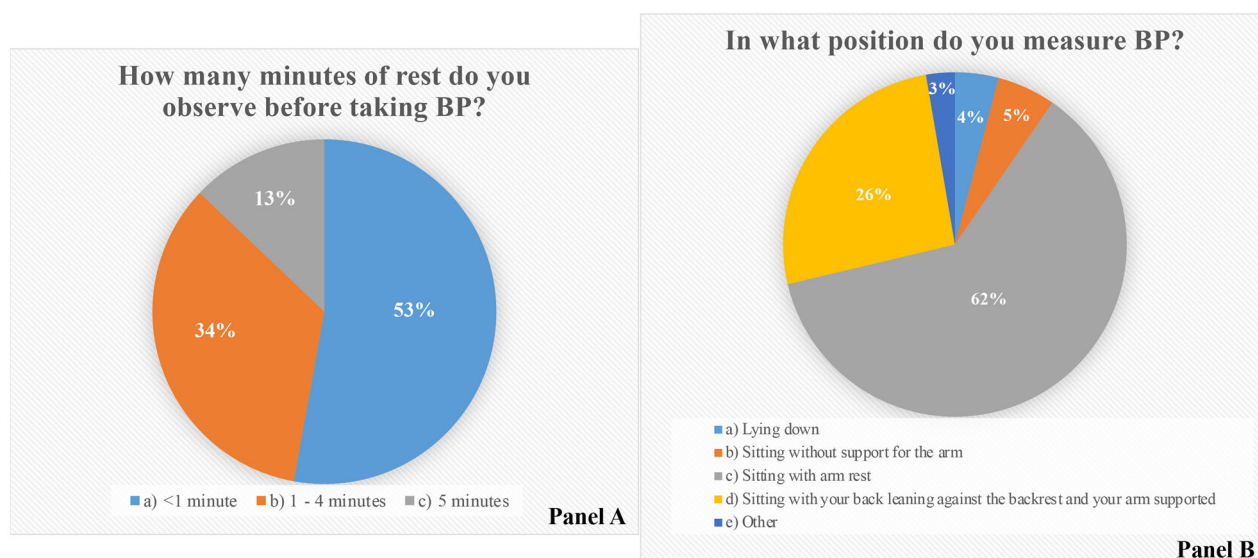 How many minutes of rest do you
observe before taking BP?
13%
34%
53%
a) <1 minute b) 1 - 4 minutes c) 5 minutes
Panel A
In what position do you measure BP?
3%
4%
5%
26%
62%
a) Lying down
b) Sitting without support for the arm
c) Sitting with arm rest
d) Sitting with your back leaning against the backrest and your arm supported
e) Other
Panel B